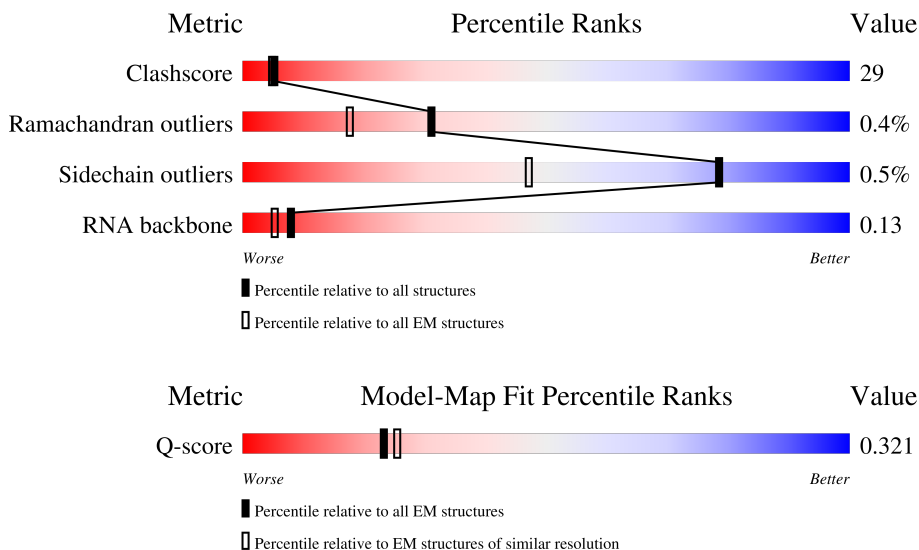 Metric Percentile Ranks Value
Clashscore 29
Ramachandran outliers 0.4%
Sidechain outliers 0.5%
RNA backbone 0.13
Worse Better
Percentile relative to all structures
Percentile relative to all EM structures
Metric Model-Map Fit Percentile Ranks Value
Q-score 0.321
Worse Better
Percentile relative to all EM structures
Percentile relative to EM structures of similar resolution